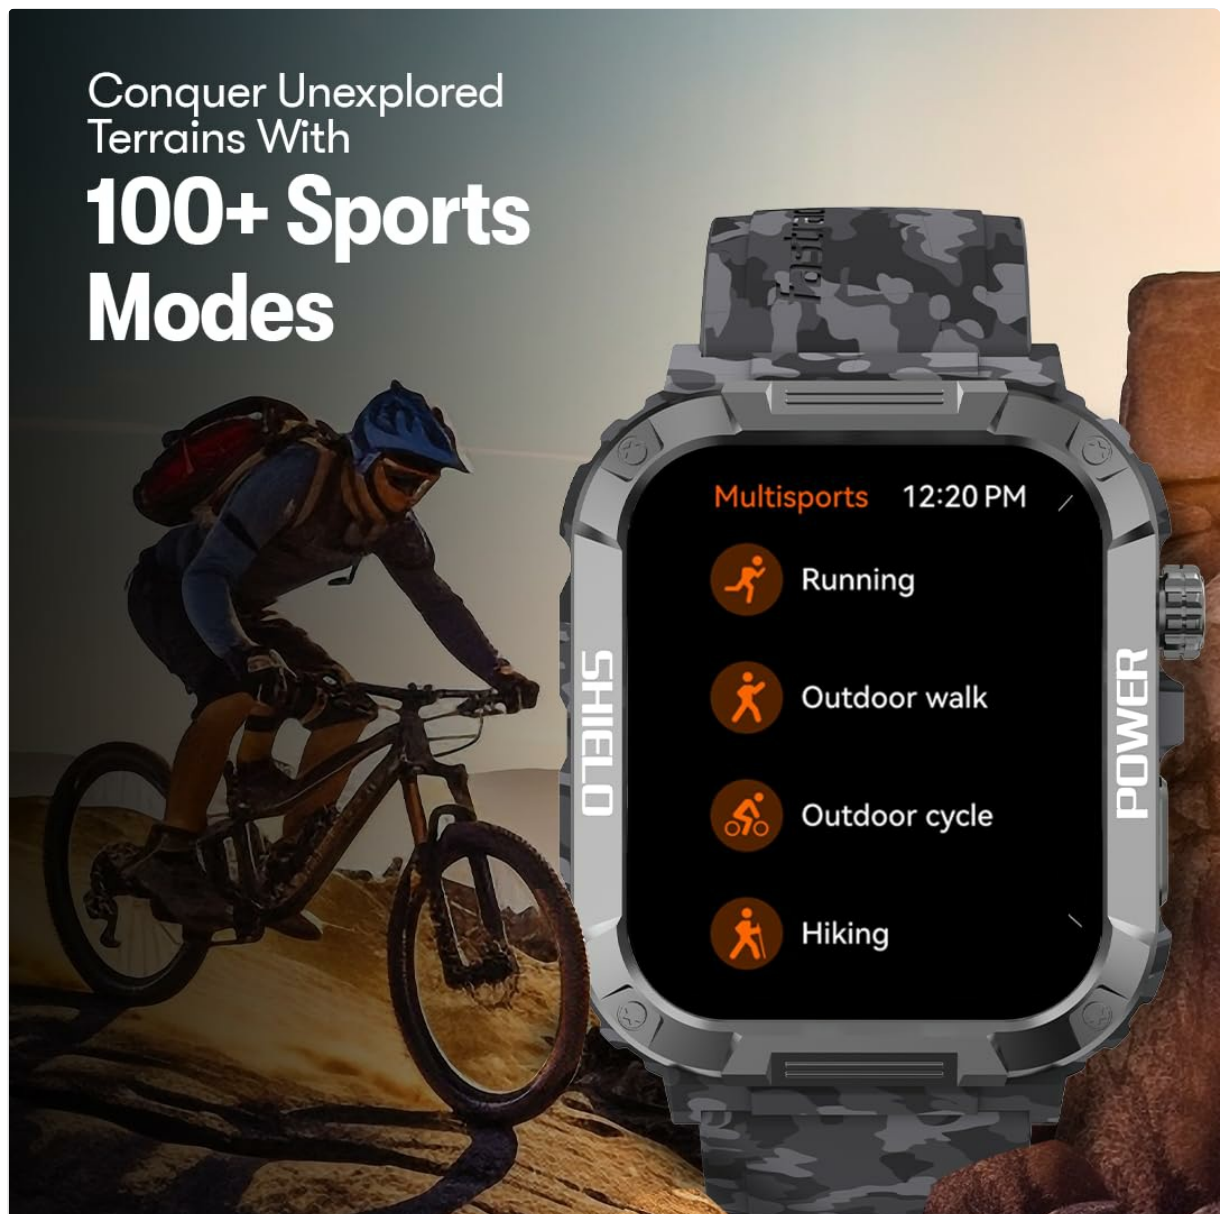 Conquer Unexplored
Terrains With
100+ Sports
Modes
Multisports 12:20 PM
Running
Outdoor walk
Outdoor cycle
Hiking
SHIELD
POWER